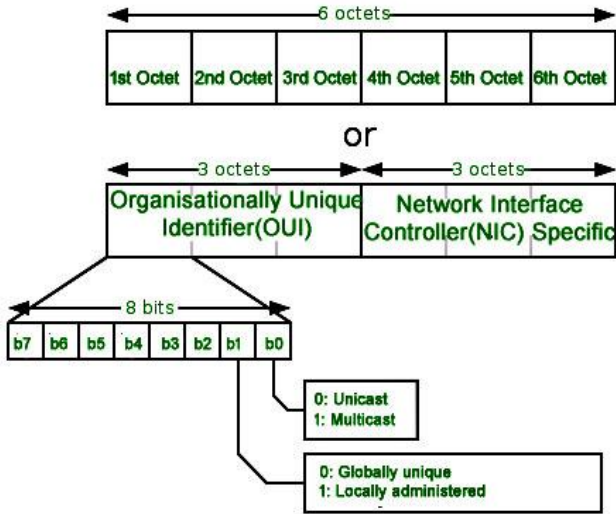 6 octets
1st Octet 2nd Octet 3rd Octet 4th Octet 5th Octet 6th Octet
or
3 octets 3 octets
Organisationally Unique
Identifier(OUI)
Network Interface
Controller(NIC) Specific
8 bits
b7 b6 b5 b4 b3 b2 b1 b0
0: Unicast
1: Multicast
0: Globally unique
1: Locally administered